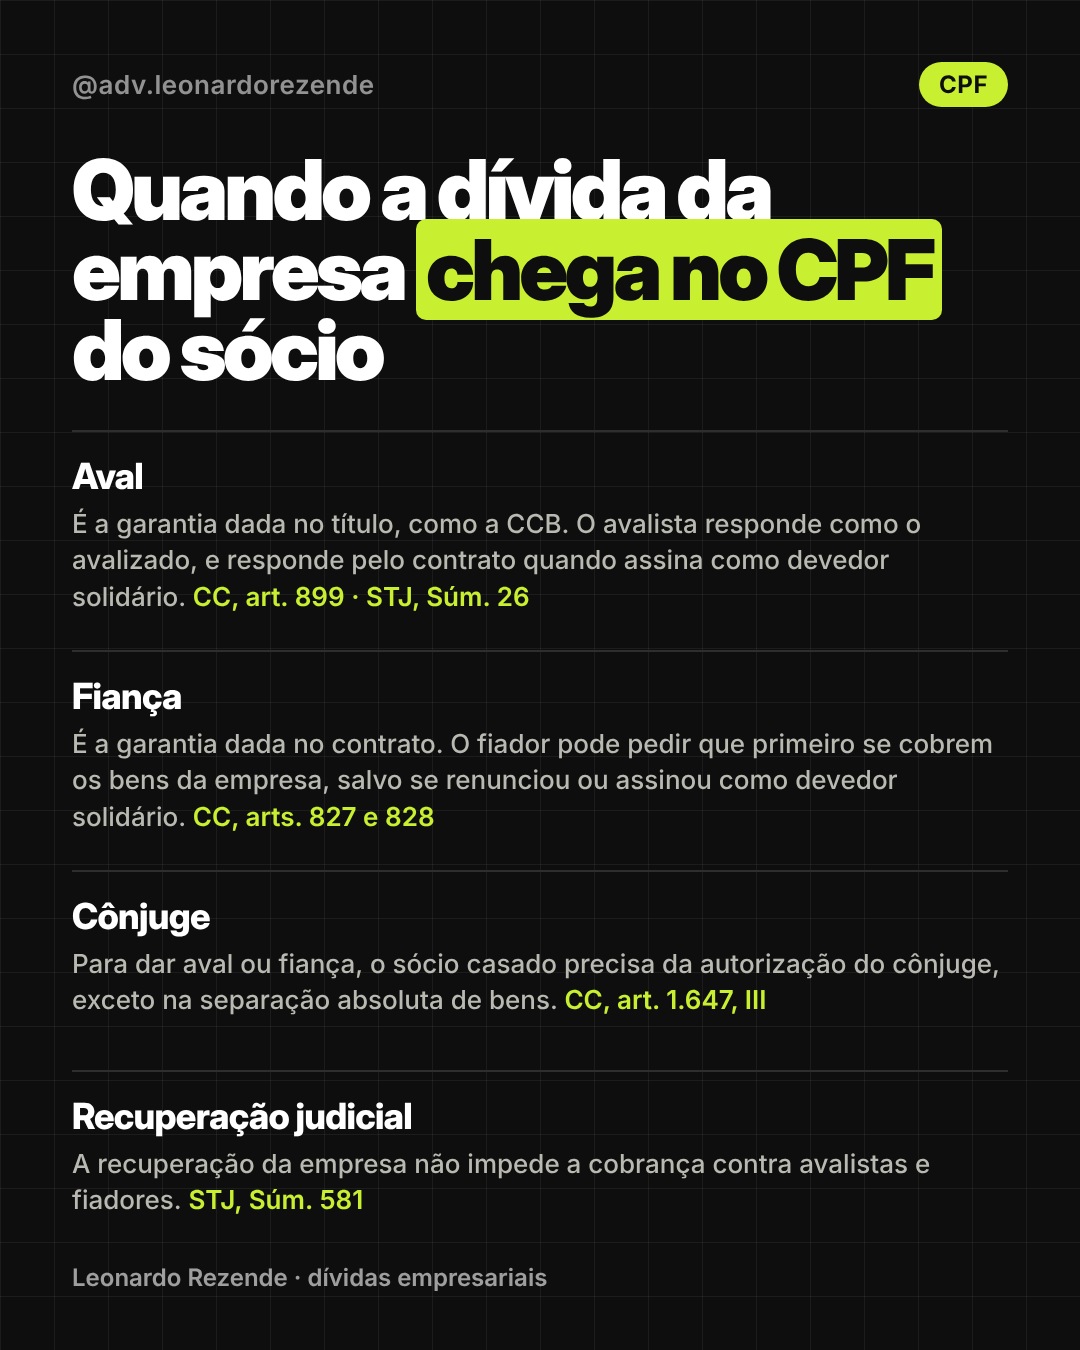 @adv.leonardorezende
CPF
Quando a dívida da
empresa chega no CPF
do sócio
Aval
É a garantia dada no título, como a CCB. O avalista responde como o
avalizado, e responde pelo contrato quando assina como devedor
solidário. CC, art. 899 · STJ, Súm. 26
Fiança
É a garantia dada no contrato. O fiador pode pedir que primeiro se cobrem
os bens da empresa, salvo se renunciou ou assinou como devedor
solidário. CC, arts. 827 e 828
Cônjuge
Para dar aval ou fiança, o sócio casado precisa da autorização do cônjuge,
exceto na separação absoluta de bens. CC, art. 1.647, III
Recuperação judicial
A recuperação da empresa não impede a cobrança contra avalistas e
fiadores. STJ, Súm. 581
Leonardo Rezende · dívidas empresariais